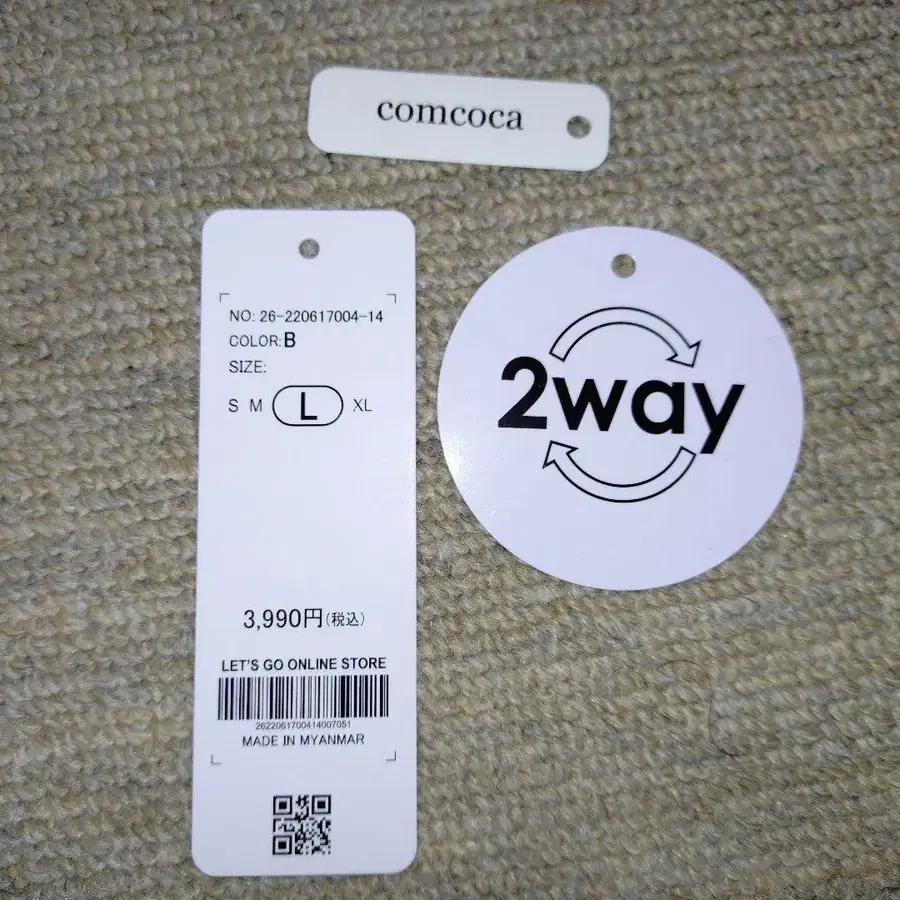 comcoca
NO: 26-220617004-14
COLOR:B
SIZE:
S M L XL
3,990円(税込)
LET'S GO ONLINE STORE
2622061700414007051
MADE IN MYANMAR
2way